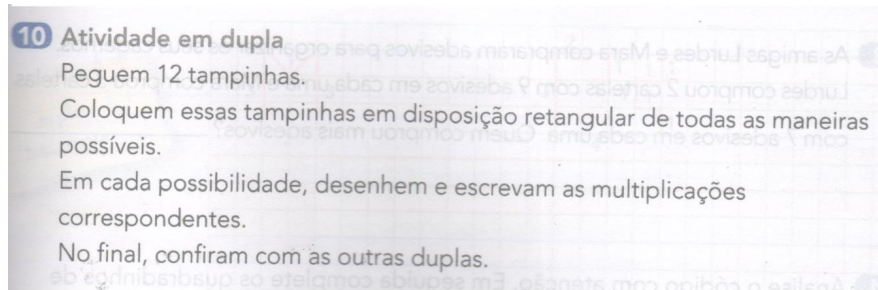 10 Atividade em dupla
Peguem 12 tampinhas.
Coloquem essas tampinhas em disposição retangular de todas as maneiras
possíveis.
Em cada possibilidade, desenhem e escrevam as multiplicações
correspondentes.
No final, confiram com as outras duplas.